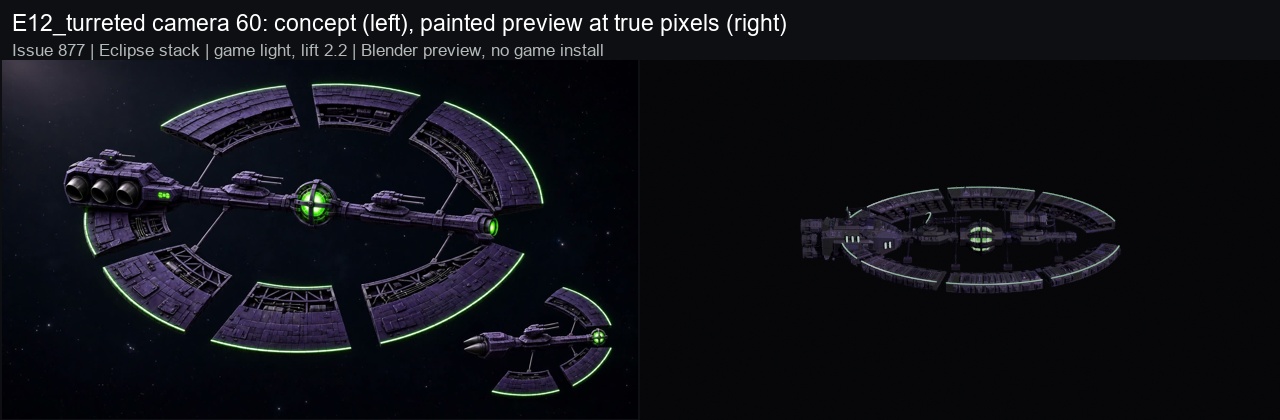 E12_turreted camera 60: concept (left), painted preview at true pixels (right)
Issue 877 | Eclipse stack | game light, lift 2.2 | Blender preview, no game install